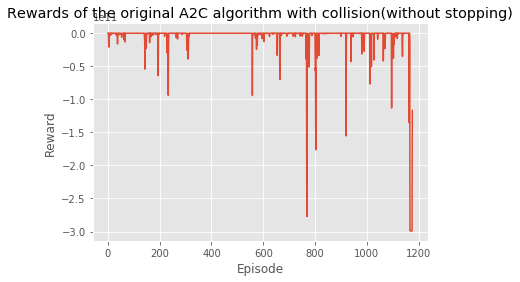 Rewards of the original A2C algorithm with collision(without stopping)
1e11
0.0
−0.5
−1.0
−1.5
−2.0
−2.5
−3.0
Reward
0 200 400 600 800 1000 1200
Episode